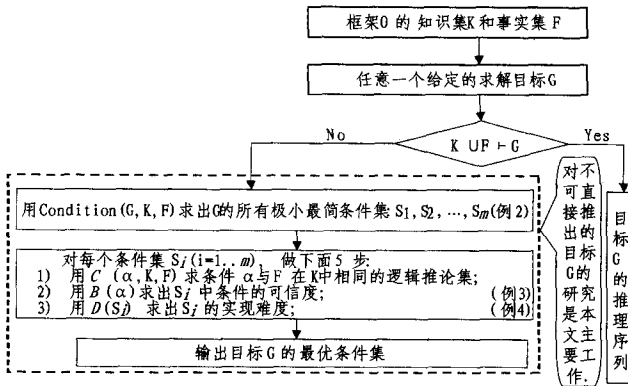 框架O 的 知识集K 和事实集 F
任意一个给定的求解目标G
No
K ∪F ⊢ G
Yes
用Condition(G,K,F)求出G的所有极小最简条件集 S1,S2, …,Sm(例2)
对每个条件集 Si(i=1..m), 做下面5 步:
1) 用C (α,K,F) 求条件 α与F 在K中相同的逻辑推论集;
2) 用B(α)求出Si 中条件的可信度; (例3)
3) 用D(Si) 求出Si 的实现难度; (例4)
输出目标G 的最优条件集
对不可直接推出的目标G的研究是本文主要工作.
目标G的推理序列